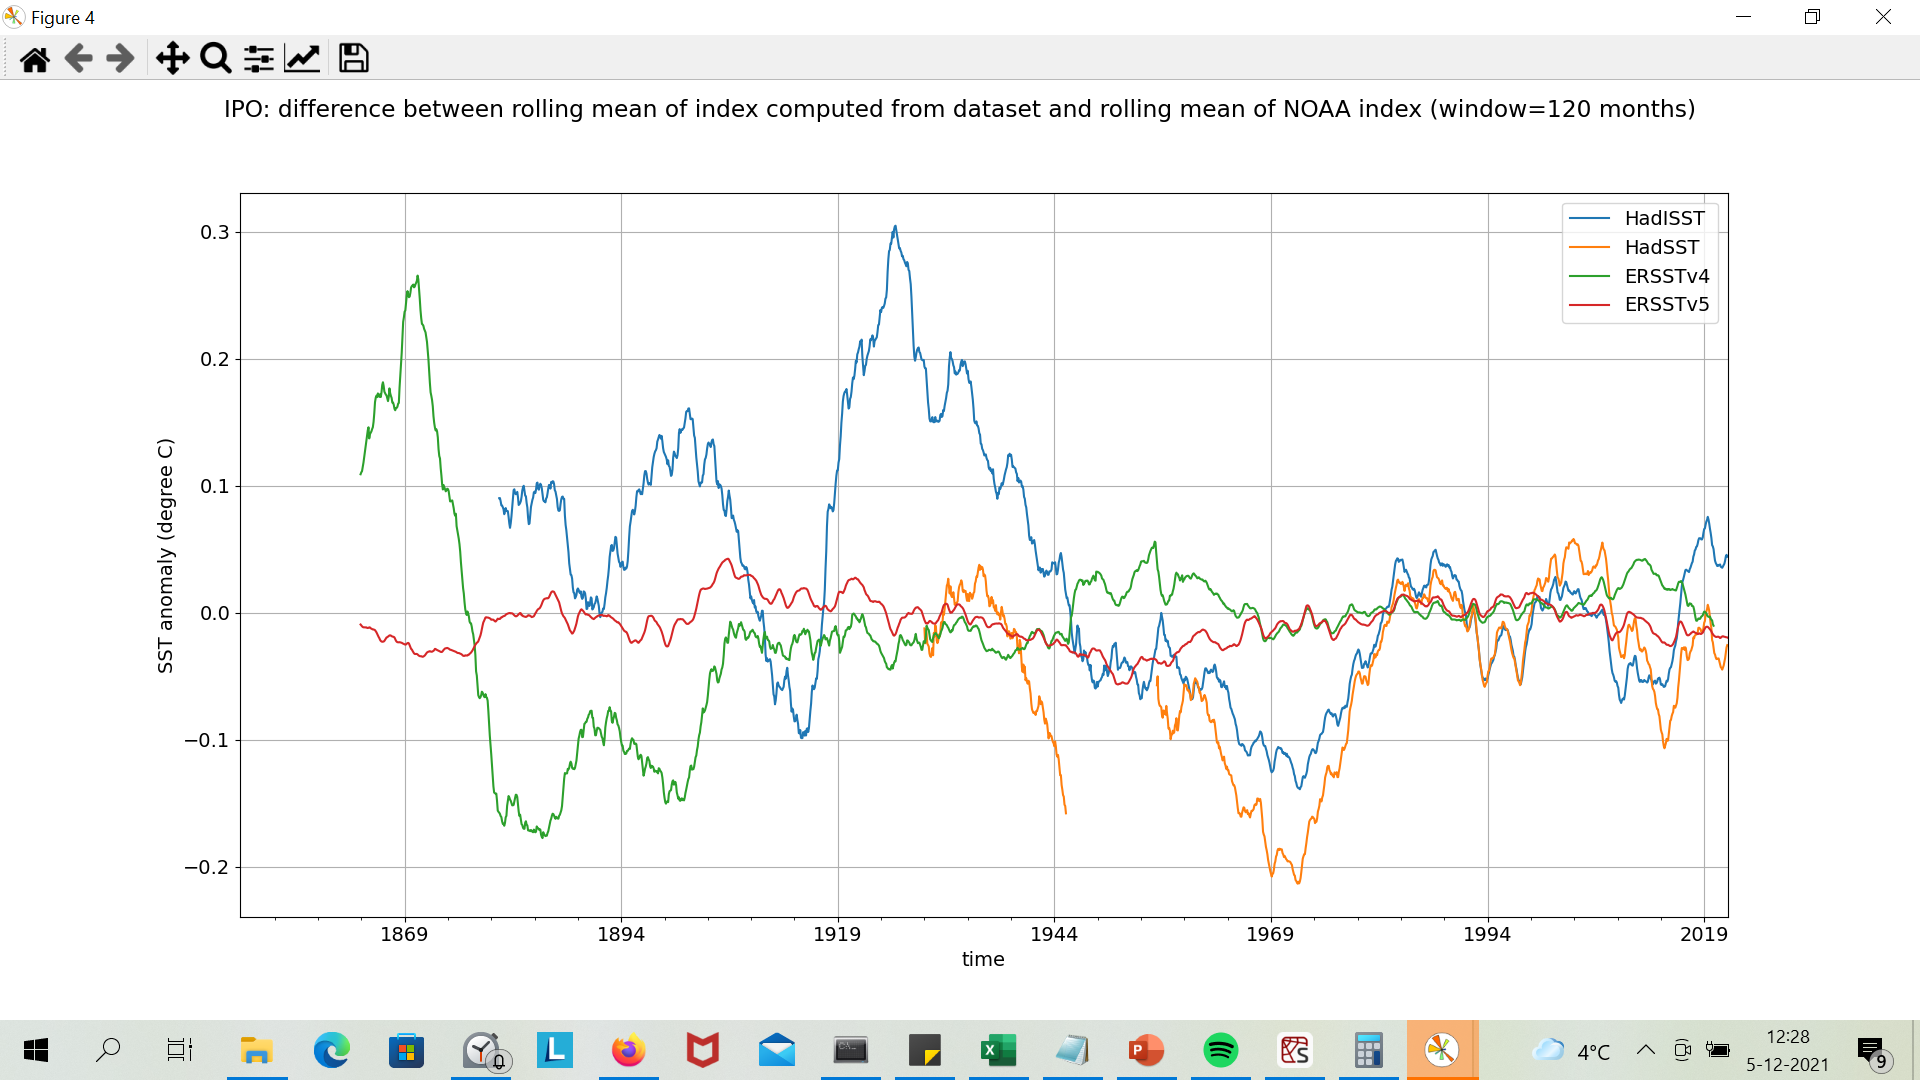 Figure 4
IPO: difference between rolling mean of index computed from dataset and rolling mean of NOAA index (window=120 months)
HadISST
HadSST
ERSSTv4
ERSSTv5
SST anomaly (degree C)
0.3
0.2
0.1
0.0
−0.1
−0.2
1869 1894 1919 1944 1969 1994 2019
time
L
C:\_
X
P
S
4°C
12:28
5-12-2021
9